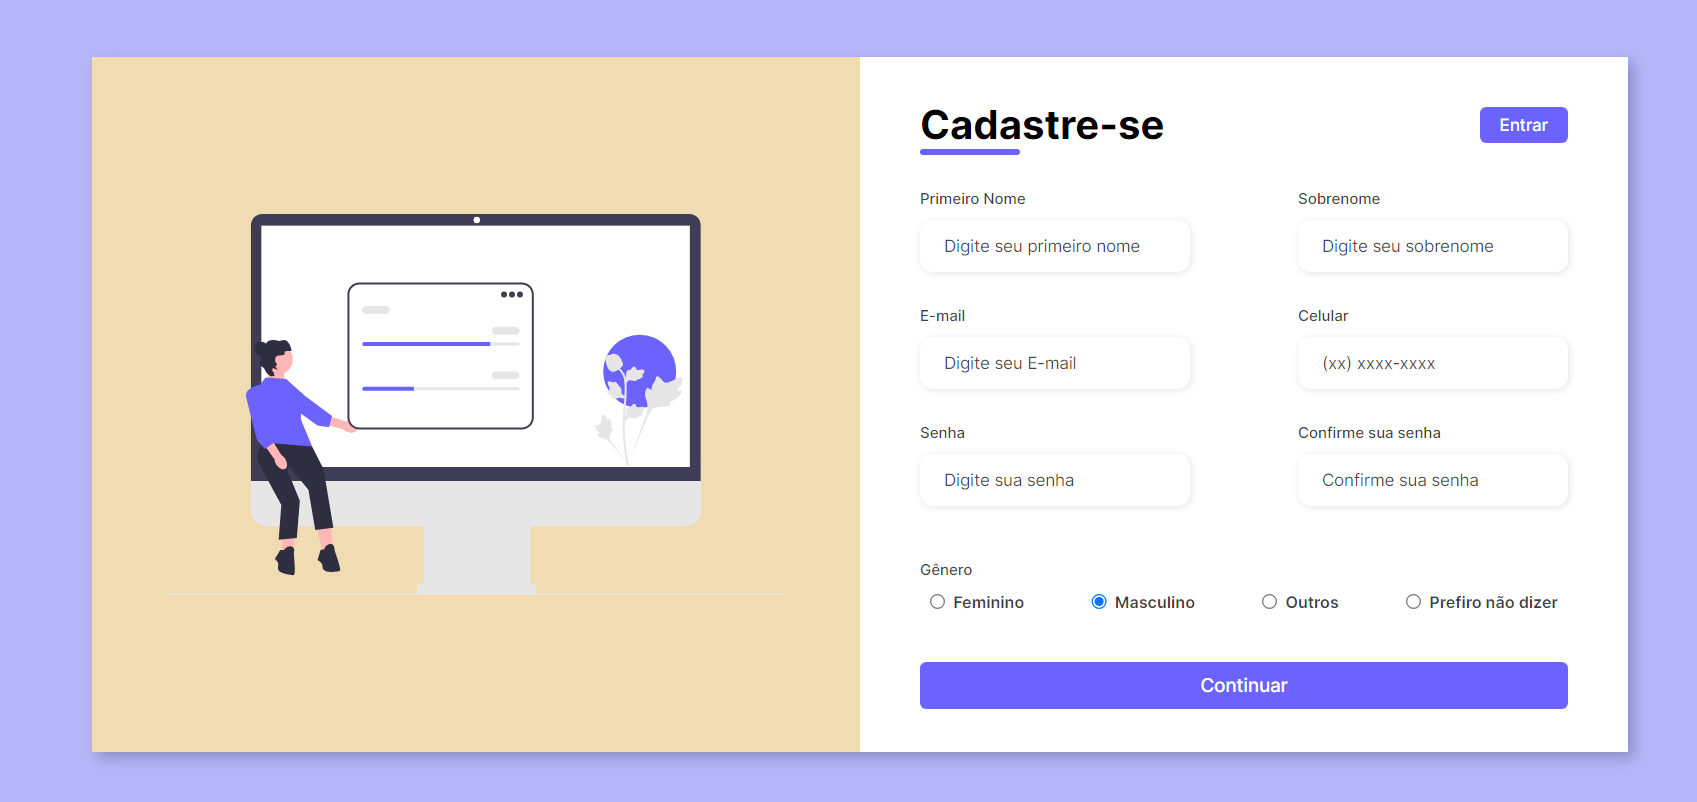 Cadastre-se
Entrar
Primeiro Nome
Sobrenome
Digite seu primeiro nome
Digite seu sobrenome
E-mail
Celular
Digite seu E-mail
(xx) xxxx-xxxx
Senha
Confirme sua senha
Digite sua senha
Confirme sua senha
Gênero
Feminino
Masculino
Outros
Prefiro não dizer
Continuar